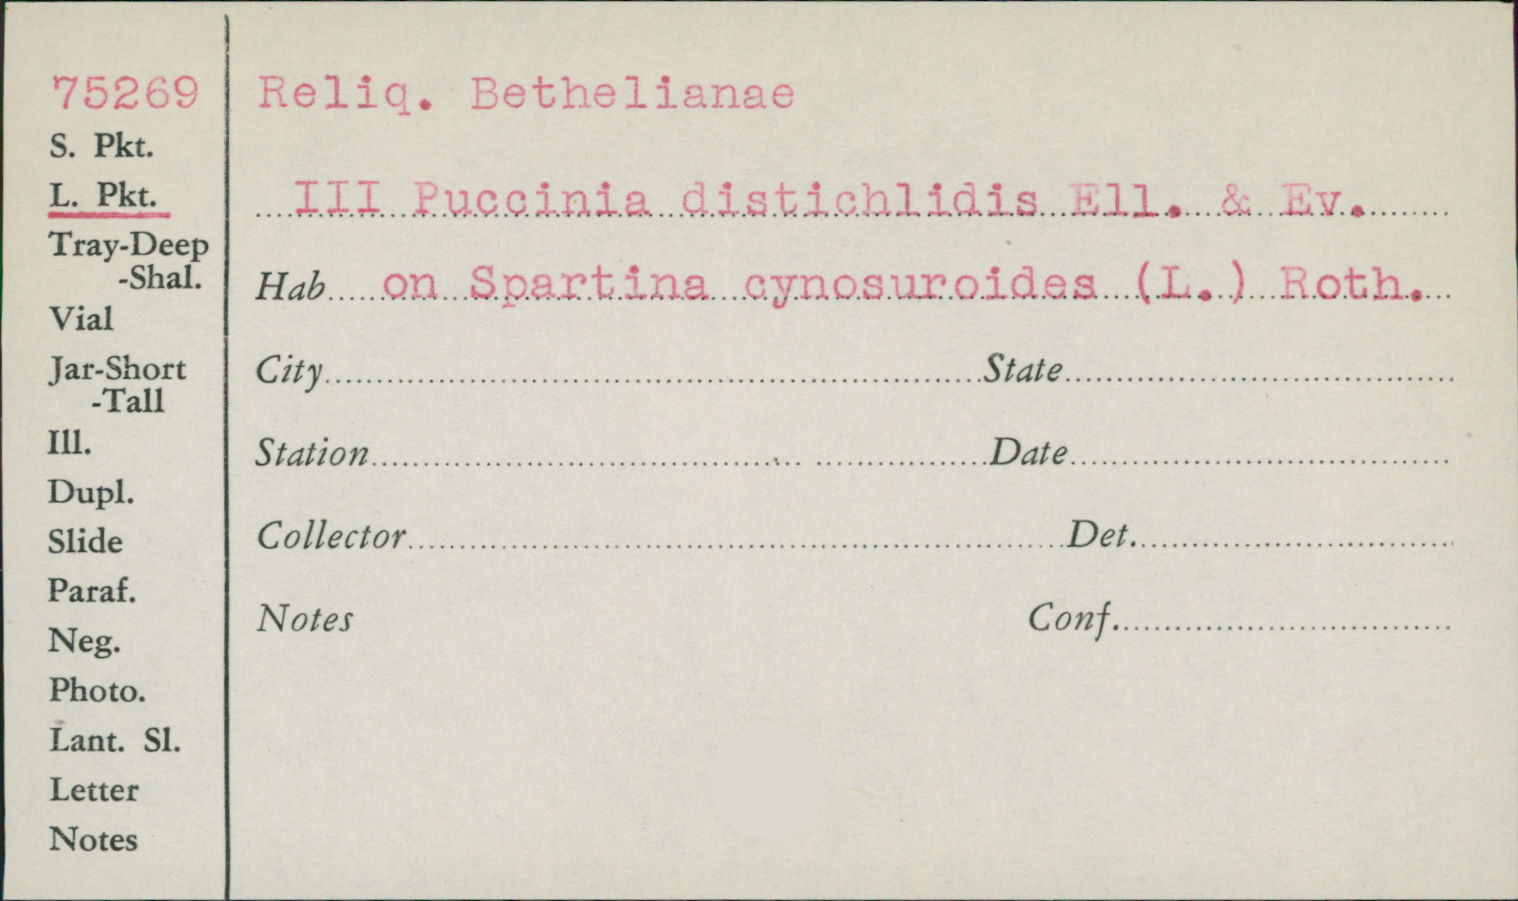 75269
S. Pkt.
L. Pkt.
Tray-Deep
-Shal.
Vial
Jar-Short
-Tall
Ill.
Dupl.
Slide
Paraf.
Neg.
Photo.
Lant. Sl.
Letter
Notes
Reliq. Bethelianae
III Puccinia distichlidis Ell. & Ev.
Hab on Spartina cynosuroides (L.) Roth.
City State
Station Date
Collector Det.
Notes Conf.